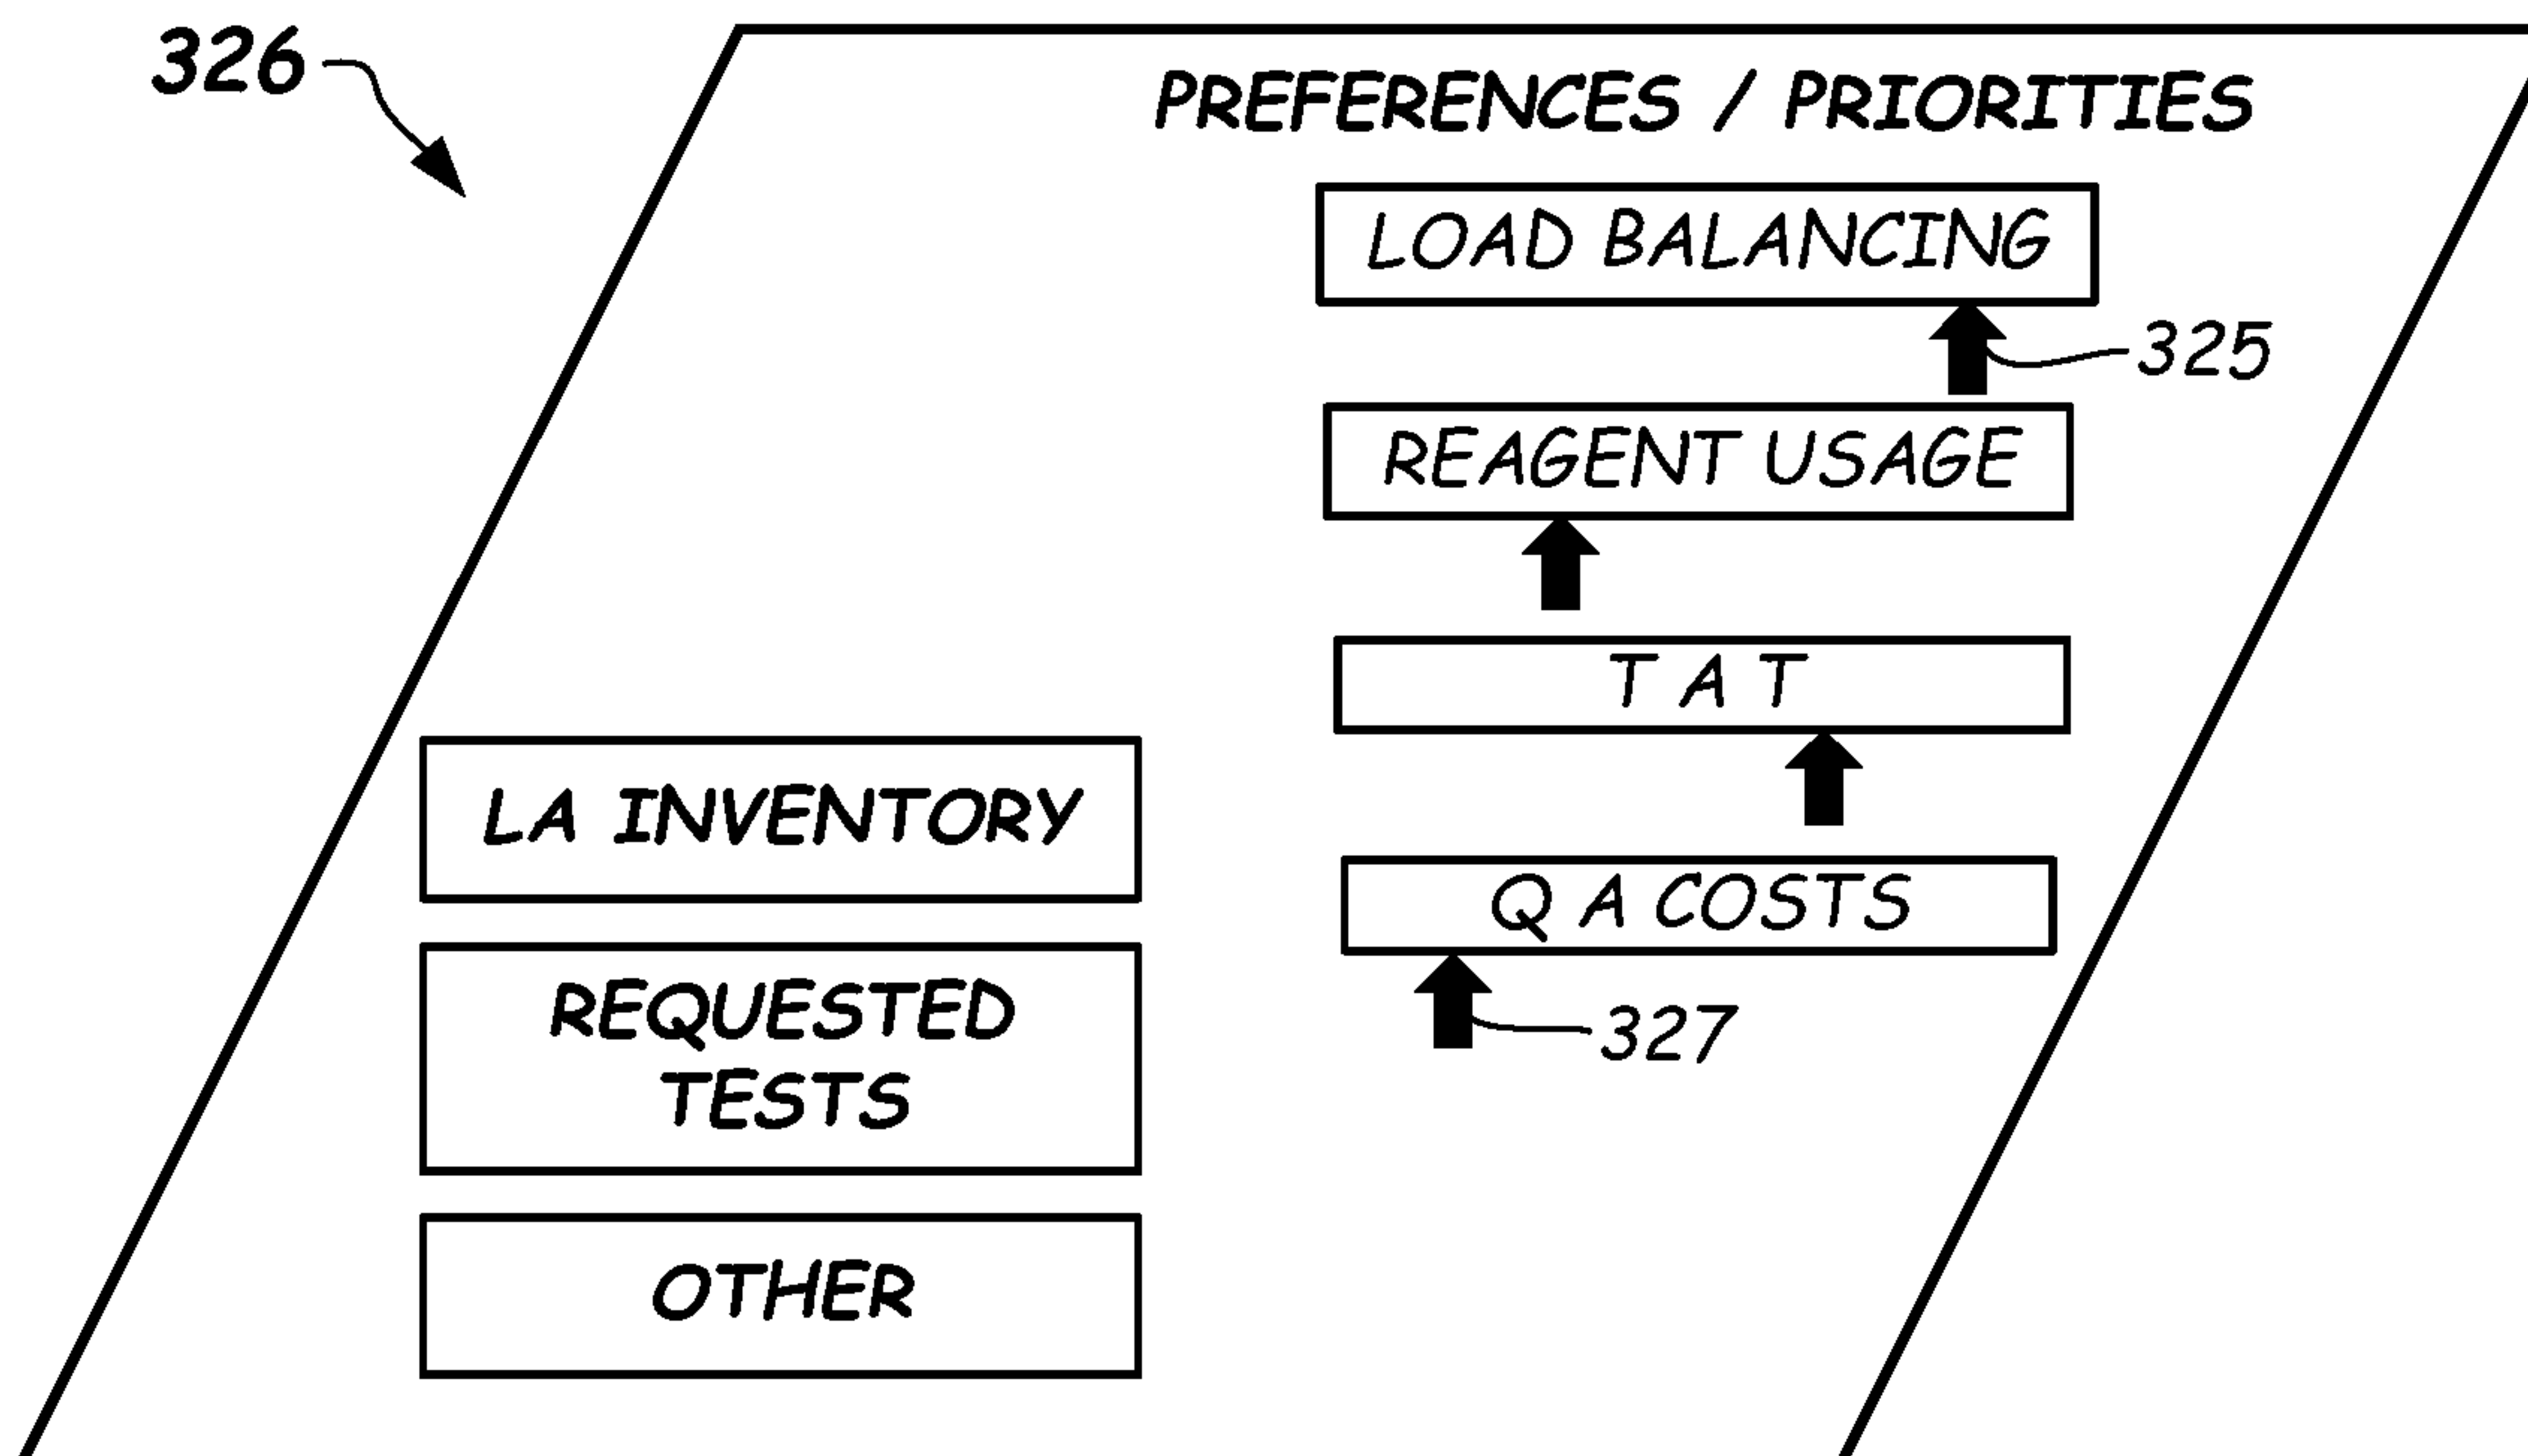 326
PREFERENCES / PRIORITIES
LOAD BALANCING
325
REAGENT USAGE
T A T
LA INVENTORY
Q A COSTS
REQUESTED
TESTS
327
OTHER